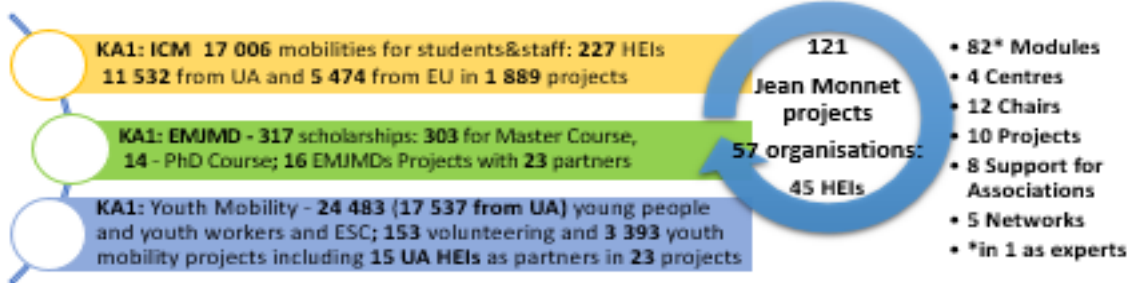 KA1: ICM 17 006 mobilities for students&staff: 227 HEIs
11 532 from UA and 5 474 from EU in 1 889 projects
KA1: EMJMD - 317 scholarships: 303 for Master Course,
14 - PhD Course; 16 EMJMDs Projects with 23 partners
KA1: Youth Mobility - 24 483 (17 537 from UA) young people
and youth workers and ESC; 153 volunteering and 3 393 youth
mobility projects including 15 UA HEIs as partners in 23 projects
121
Jean Monnet
projects
57 organisations:
45 HEIs
• 82* Modules
• 4 Centres
• 12 Chairs
• 10 Projects
• 8 Support for
Associations
• 5 Networks
• *in 1 as experts